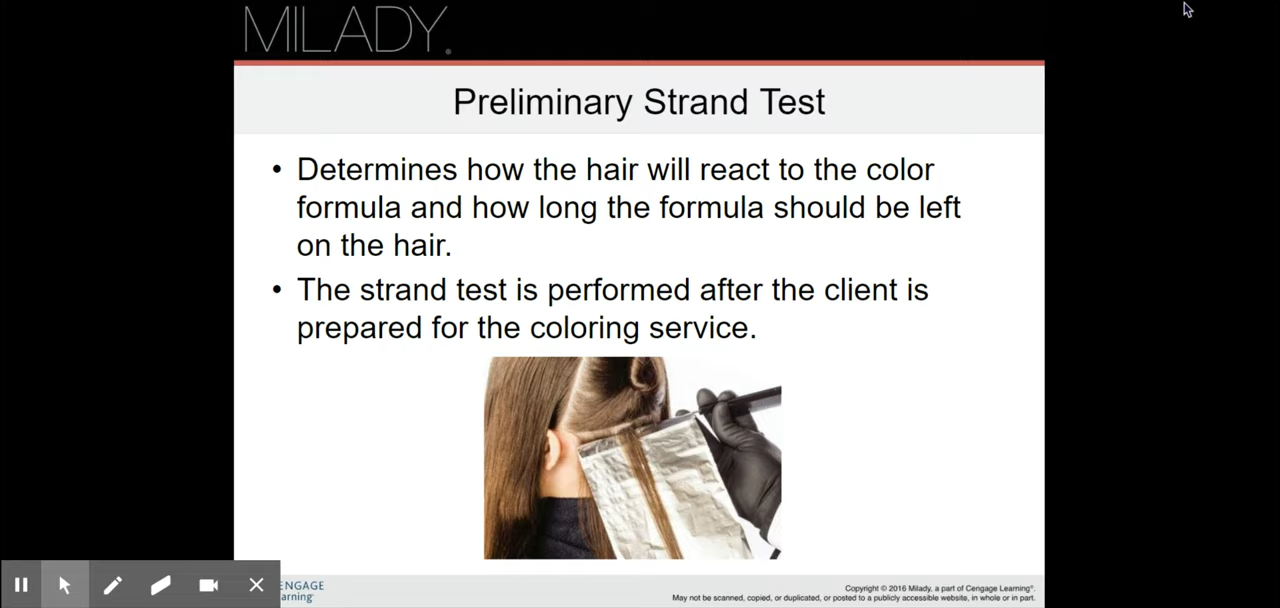 MILADY®
Preliminary Strand Test
• Determines how the hair will react to the color
formula and how long the formula should be left
on the hair.
• The strand test is performed after the client is
prepared for the coloring service.
ENGAGE
arning
Copyright © 2016 Milady, a part of Cengage Learning®.
May not be scanned, copied, or duplicated, or posted to a publicly accessible website, in whole or in part.